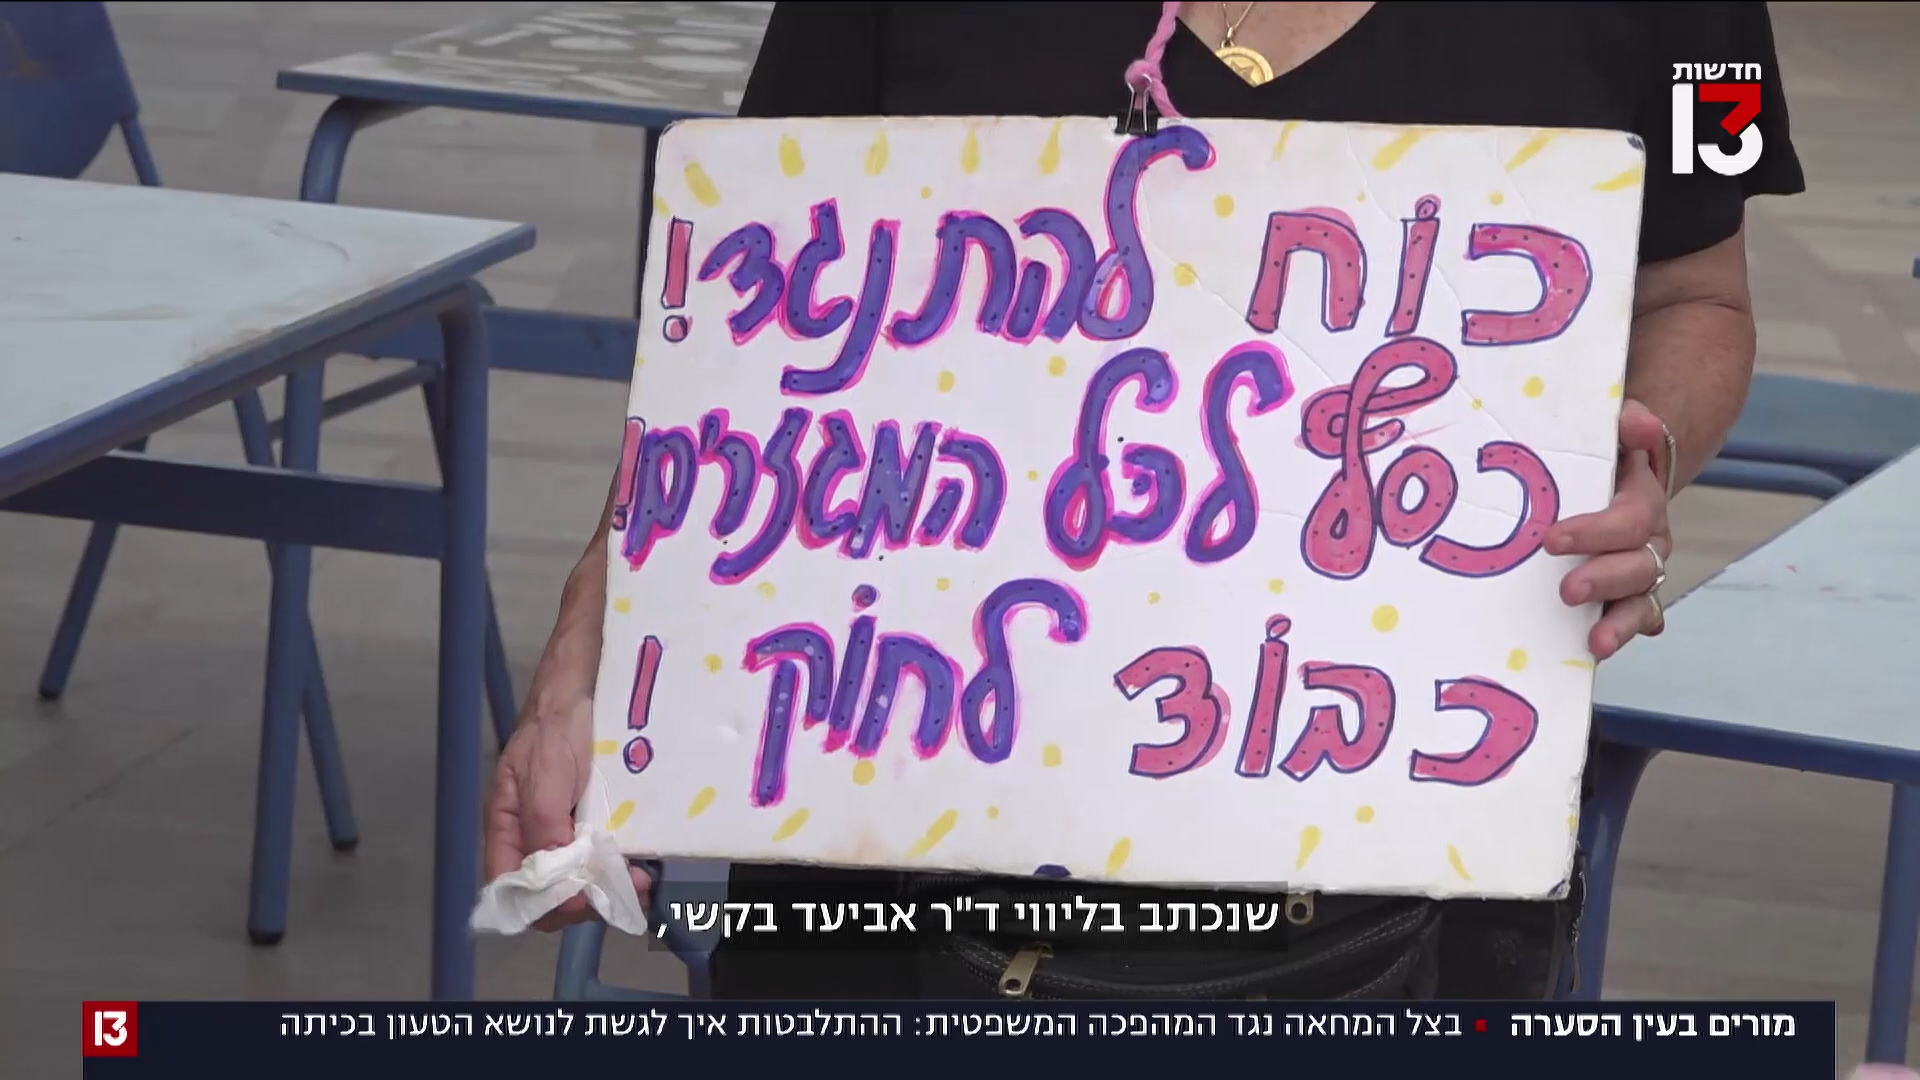 חדשות
13
כוח להתנגד!
כסף לכל המגזרים!
כבוד לחוק!
שנכתב בליווי ד"ר אביעד בקשי,
13 מורים בעין הסערה ▪ בצל המחאה נגד המהפכה המשפטית: ההתלבטות איך לגשת לנושא הטעון בכיתה